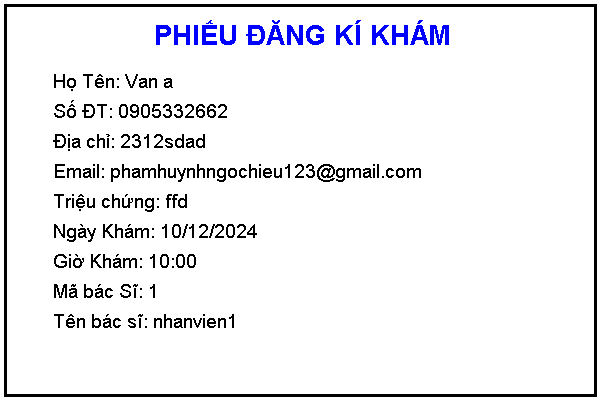 PHIẾU ĐĂNG KÍ KHÁM
Họ Tên: Van a
Số ĐT: 0905332662
Địa chỉ: 2312sdad
Email: phamhuynhngochieu123@gmail.com
Triệu chứng: ffd
Ngày Khám: 10/12/2024
Giờ Khám: 10:00
Mã bác Sĩ: 1
Tên bác sĩ: nhanvien1